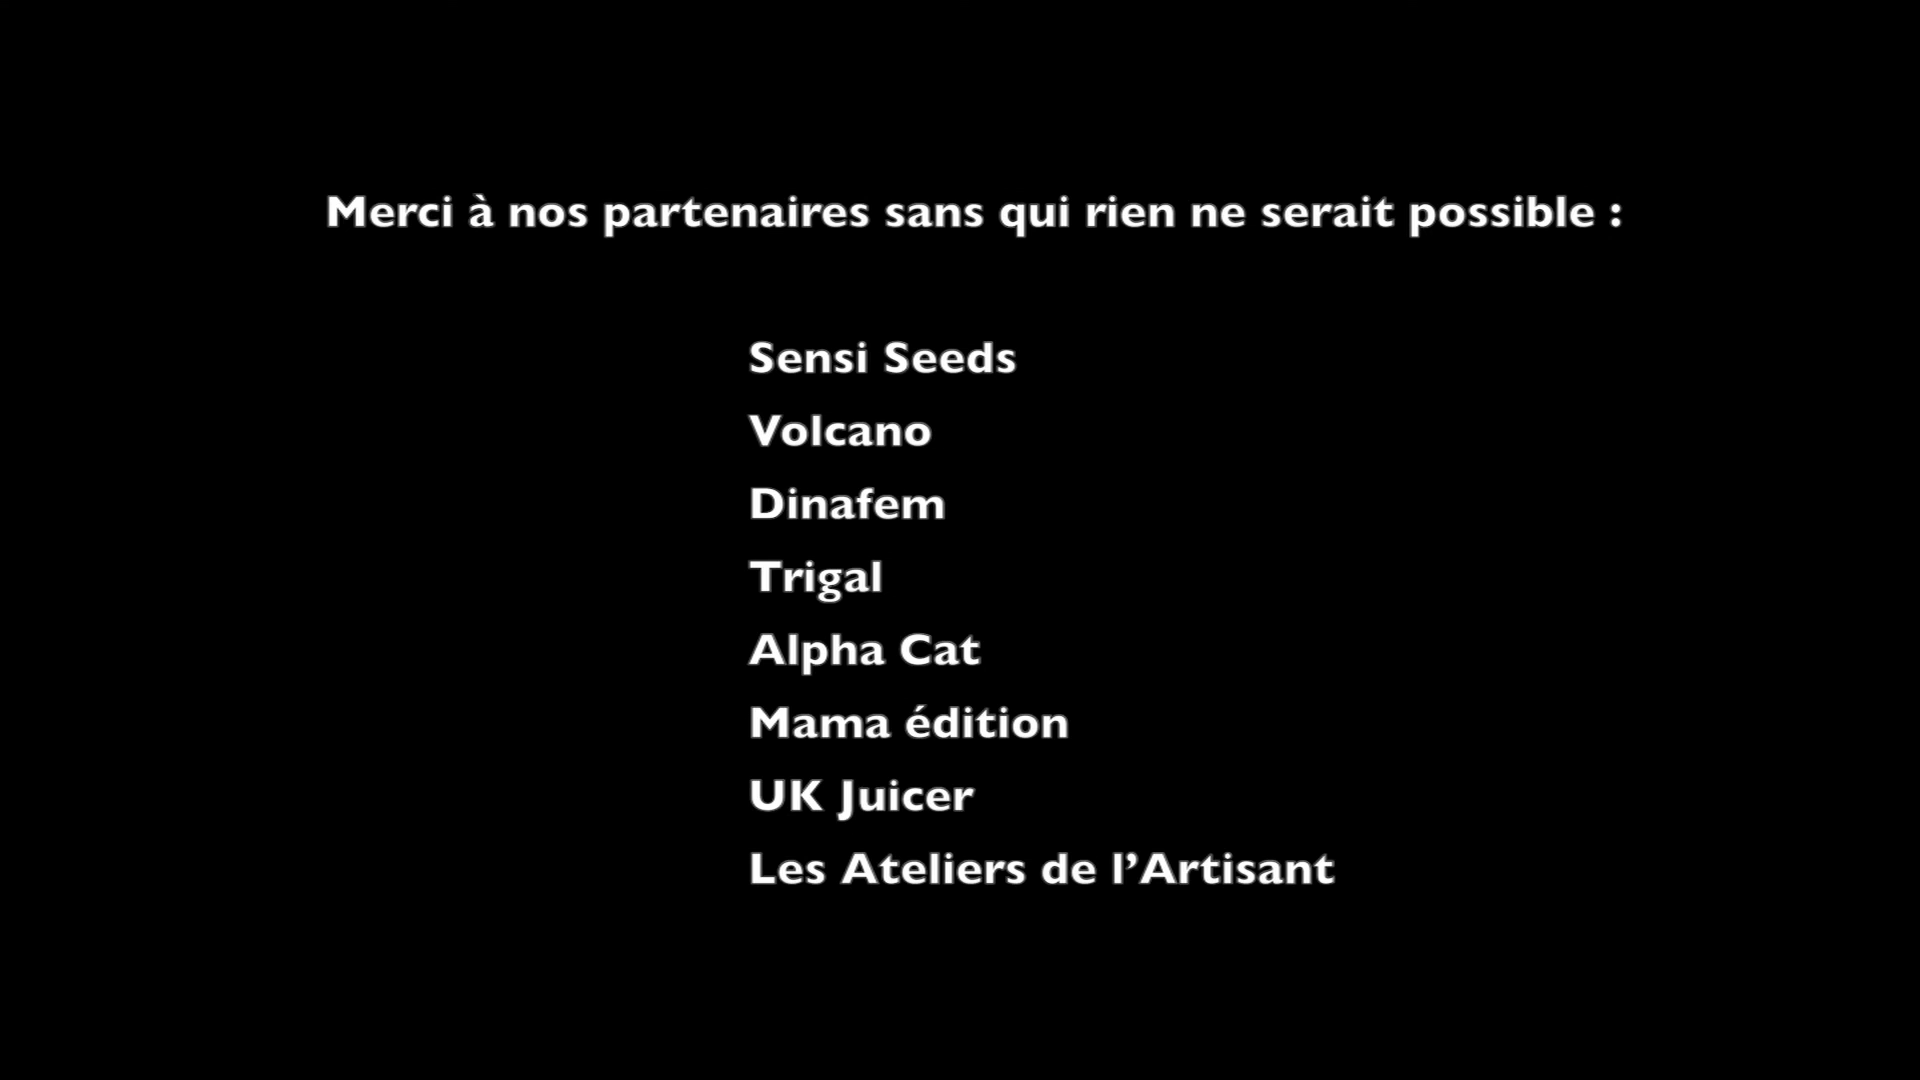 Merci à nos partenaires sans qui rien ne serait possible :
Sensi Seeds
Volcano
Dinafem
Trigal
Alpha Cat
Mama édition
UK Juicer
Les Ateliers de l’Artisant